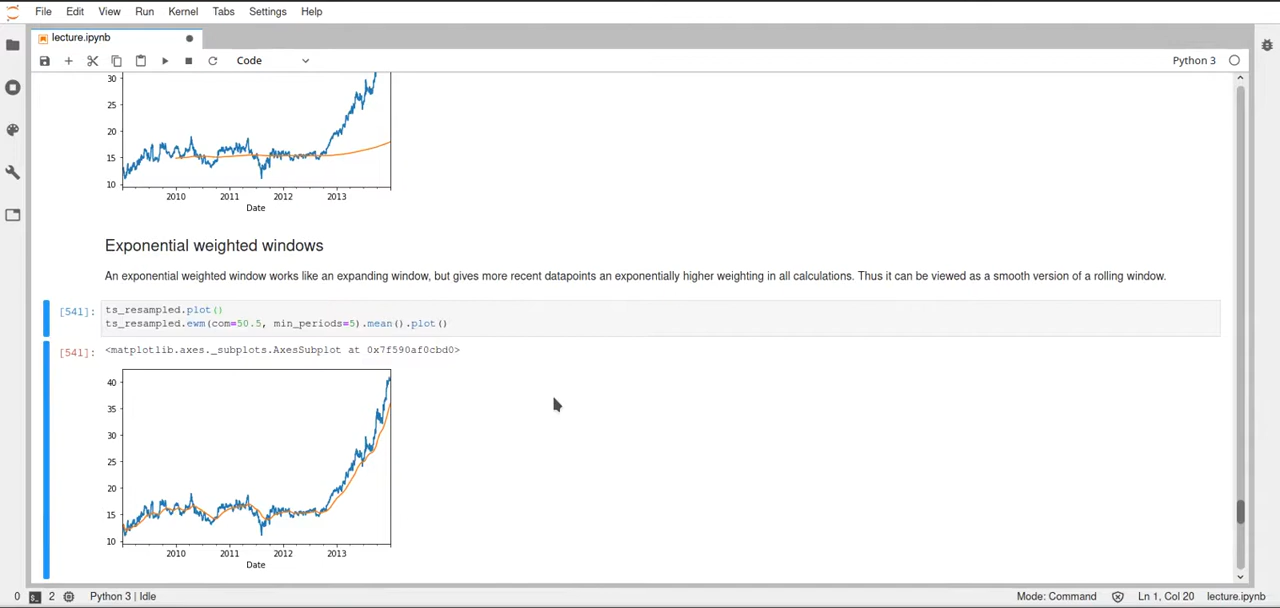 File Edit View Run Kernel Tabs Settings Help
lecture.ipynb
Code
Python 3
30
25
20
15
10
2010 2011 2012 2013
Date
Exponential weighted windows
An exponential weighted window works like an expanding window, but gives more recent datapoints an exponentially higher weighting in all calculations. Thus it can be viewed as a smooth version of a rolling window.
[541]: ts_resampled.plot()
ts_resampled.ewm(com=50.5, min_periods=5).mean().plot()
[541]: <matplotlib.axes._subplots.AxesSubplot at 0x7f590af0cbd0>
40
35
30
25
20
15
10
2010 2011 2012 2013
Date
0 2 Python 3 | Idle Mode: Command Ln 1, Col 20 lecture.ipynb